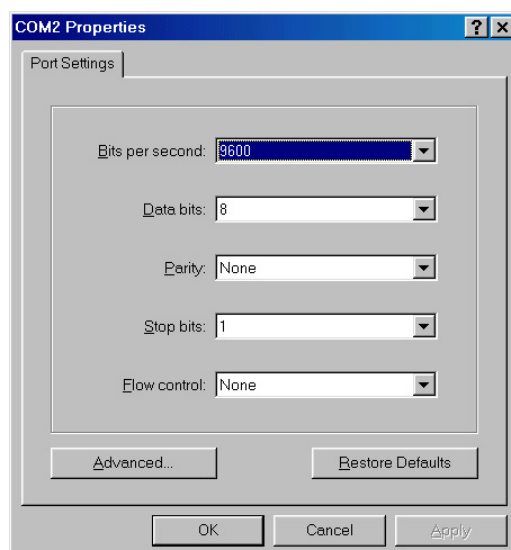 COM2 Properties
Port Settings
Bits per second: 9600
Data bits: 8
Parity: None
Stop bits: 1
Flow control: None
Advanced... Restore Defaults
OK Cancel Apply